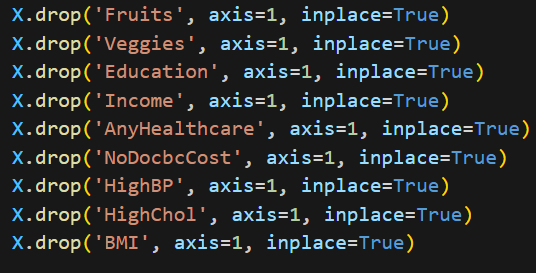 X.drop('Fruits', axis=1, inplace=True)
X.drop('Veggies', axis=1, inplace=True)
X.drop('Education', axis=1, inplace=True)
X.drop('Income', axis=1, inplace=True)
X.drop('AnyHealthcare', axis=1, inplace=True)
X.drop('NoDocbcCost', axis=1, inplace=True)
X.drop('HighBP', axis=1, inplace=True)
X.drop('HighChol', axis=1, inplace=True)
X.drop('BMI', axis=1, inplace=True)